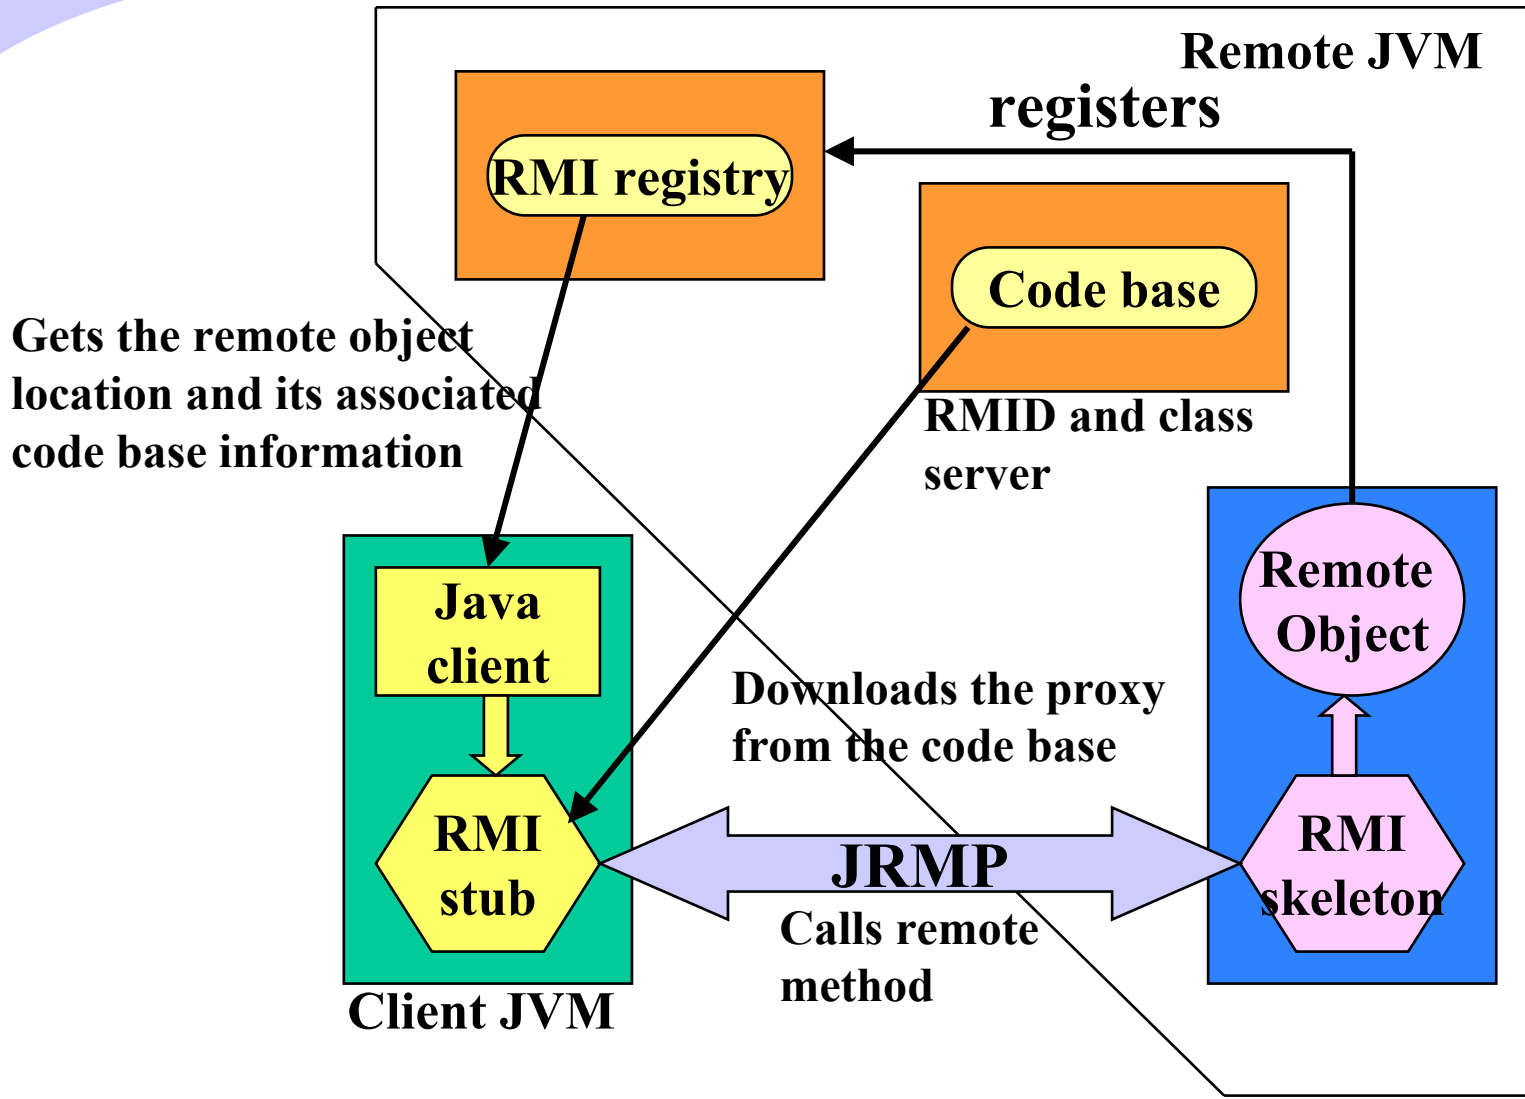 Remote JVM
registers
RMI registry
Code base
Gets the remote object
location and its associated
code base information
RMID and class
server
Java
client
Remote
Object
Downloads the proxy
from the code base
RMI
stub
JRMP
RMI
skeleton
Calls remote
method
Client JVM